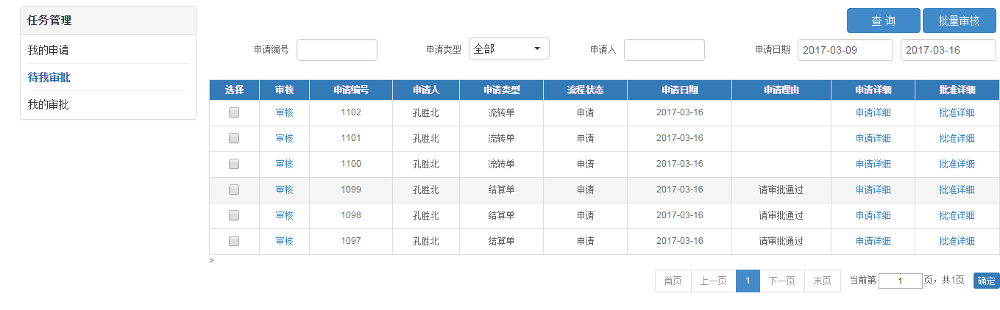 任务管理
我的申请
待我审批
我的审批
查 询 批量审核
申请编号 申请类型 全部 申请人 申请日期 2017-03-09 2017-03-16
选择 审核 申请编号 申请人 申请类型 流程状态 申请日期 申请理由 申请详细 批准详细
审核 1102 孔胜北 流转单 申请 2017-03-16 申请详细 批准详细
审核 1101 孔胜北 流转单 申请 2017-03-16 申请详细 批准详细
审核 1100 孔胜北 流转单 申请 2017-03-16 申请详细 批准详细
审核 1099 孔胜北 结算单 申请 2017-03-16 请审批通过 申请详细 批准详细
审核 1098 孔胜北 结算单 申请 2017-03-16 请审批通过 申请详细 批准详细
审核 1097 孔胜北 结算单 申请 2017-03-16 请审批通过 申请详细 批准详细
>
首页 上一页 1 下一页 末页 当前第 1 页，共1页 确定